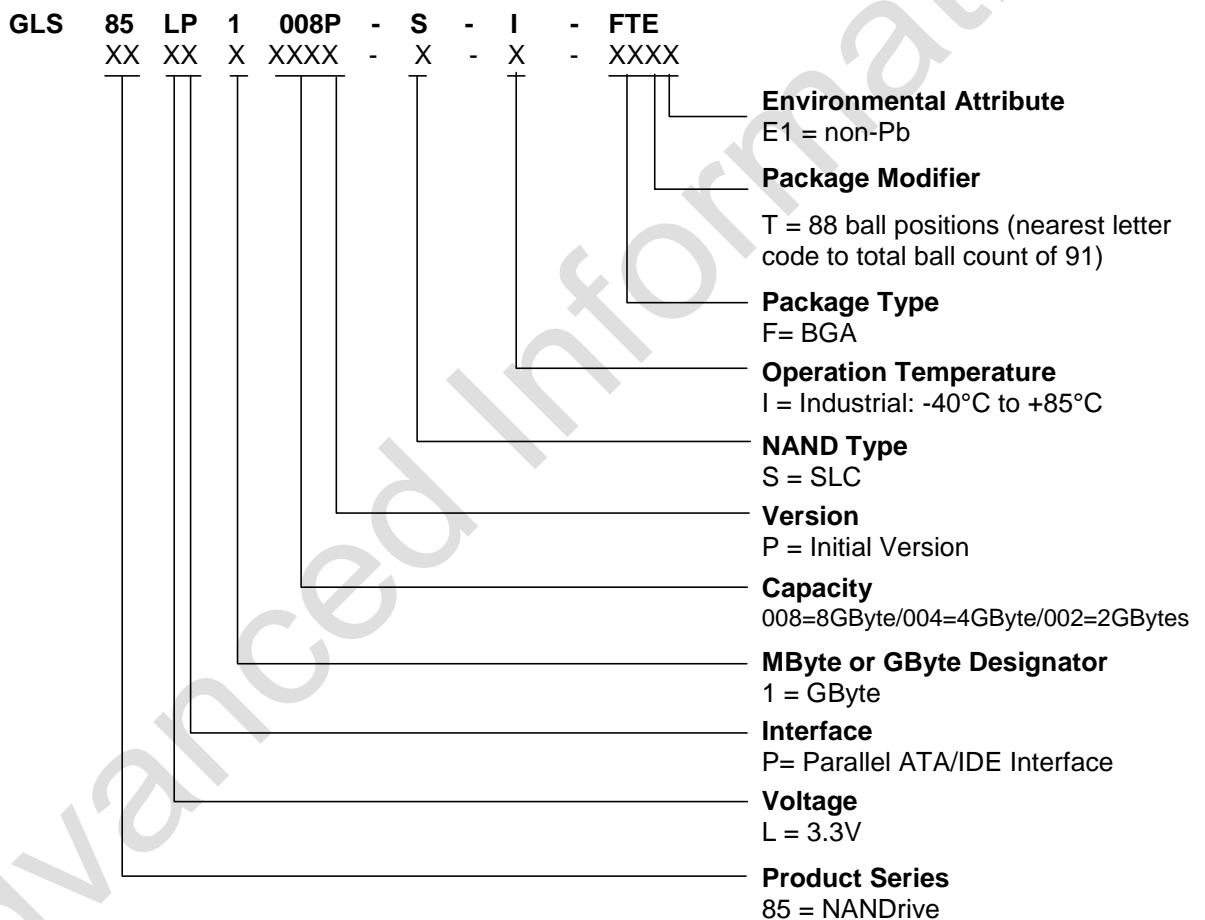 GLS 85 LP 1 008P - S - I - FTE
XX XX X XXXX - X - X - XXXX
Environmental Attribute
E1 = non-Pb
Package Modifier
T = 88 ball positions (nearest letter
code to total ball count of 91)
Package Type
F= BGA
Operation Temperature
I = Industrial: -40°C to +85°C
NAND Type
S = SLC
Version
P = Initial Version
Capacity
008=8GByte/004=4GByte/002=2GBytes
MByte or GByte Designator
1 = GByte
Interface
P= Parallel ATA/IDE Interface
Voltage
L = 3.3V
Product Series
85 = NANDrive
vanced Informat